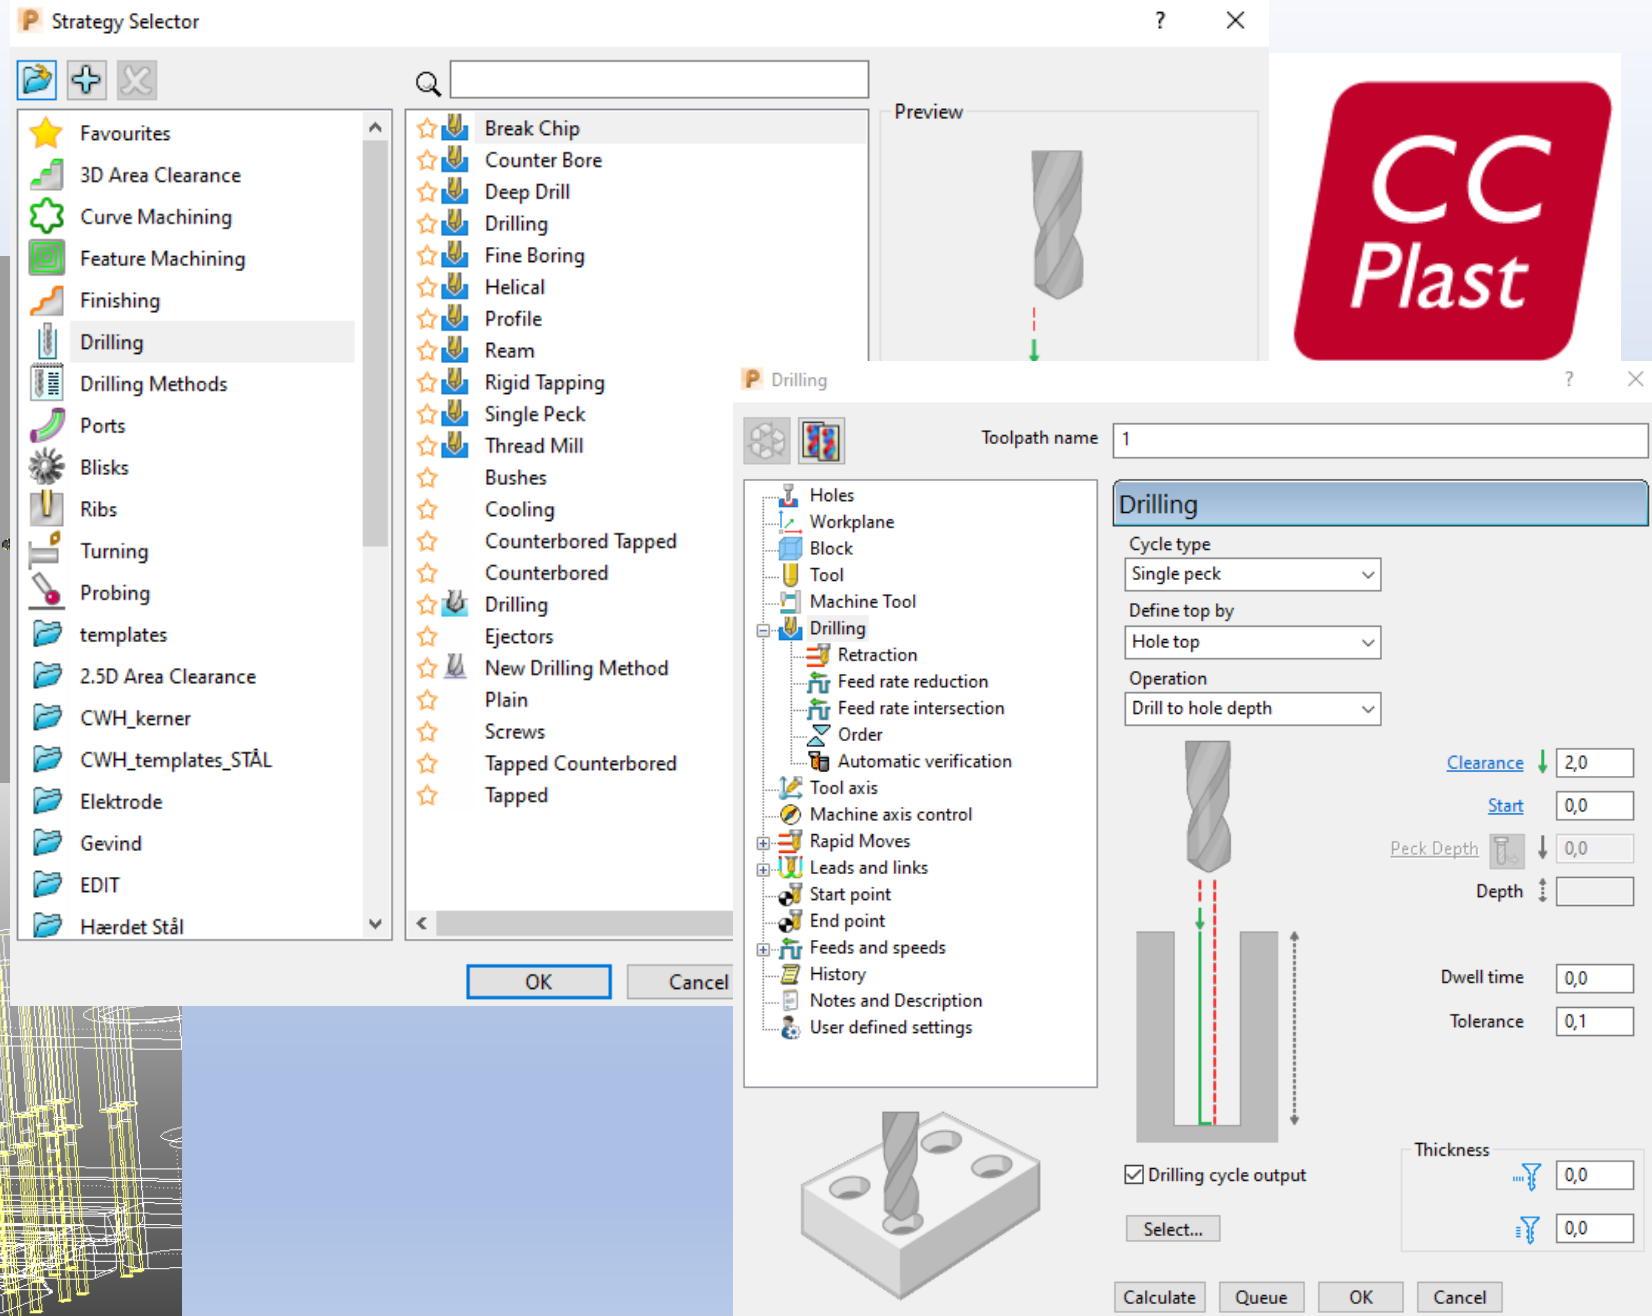 Strategy Selector
?
Favourites
3D Area Clearance
Curve Machining
Feature Machining
Finishing
Drilling
Drilling Methods
Ports
Blisks
Ribs
Turning
Probing
templates
2.5D Area Clearance
CWH_kerner
CWH_templates_STÅL
Elektrode
Gevind
EDIT
Hærdet Stål
Break Chip
Counter Bore
Deep Drill
Drilling
Fine Boring
Helical
Profile
Ream
Rigid Tapping
Single Peck
Thread Mill
Bushes
Cooling
Counterbored Tapped
Counterbored
Drilling
Ejectors
New Drilling Method
Plain
Screws
Tapped Counterbored
Tapped
Preview
OK
Cancel
CC
Plast
Drilling
?
Toolpath name
1
Holes
Workplane
Block
Tool
Machine Tool
Drilling
Retraction
Feed rate reduction
Feed rate intersection
Order
Automatic verification
Tool axis
Machine axis control
Rapid Moves
Leads and links
Start point
End point
Feeds and speeds
History
Notes and Description
User defined settings
Drilling
Cycle type
Single peck
Define top by
Hole top
Operation
Drill to hole depth
Clearance 2,0
Start 0,0
Peck Depth 0,0
Depth
Dwell time 0,0
Tolerance 0,1
Thickness
0,0
0,0
Drilling cycle output
Select...
Calculate
Queue
OK
Cancel